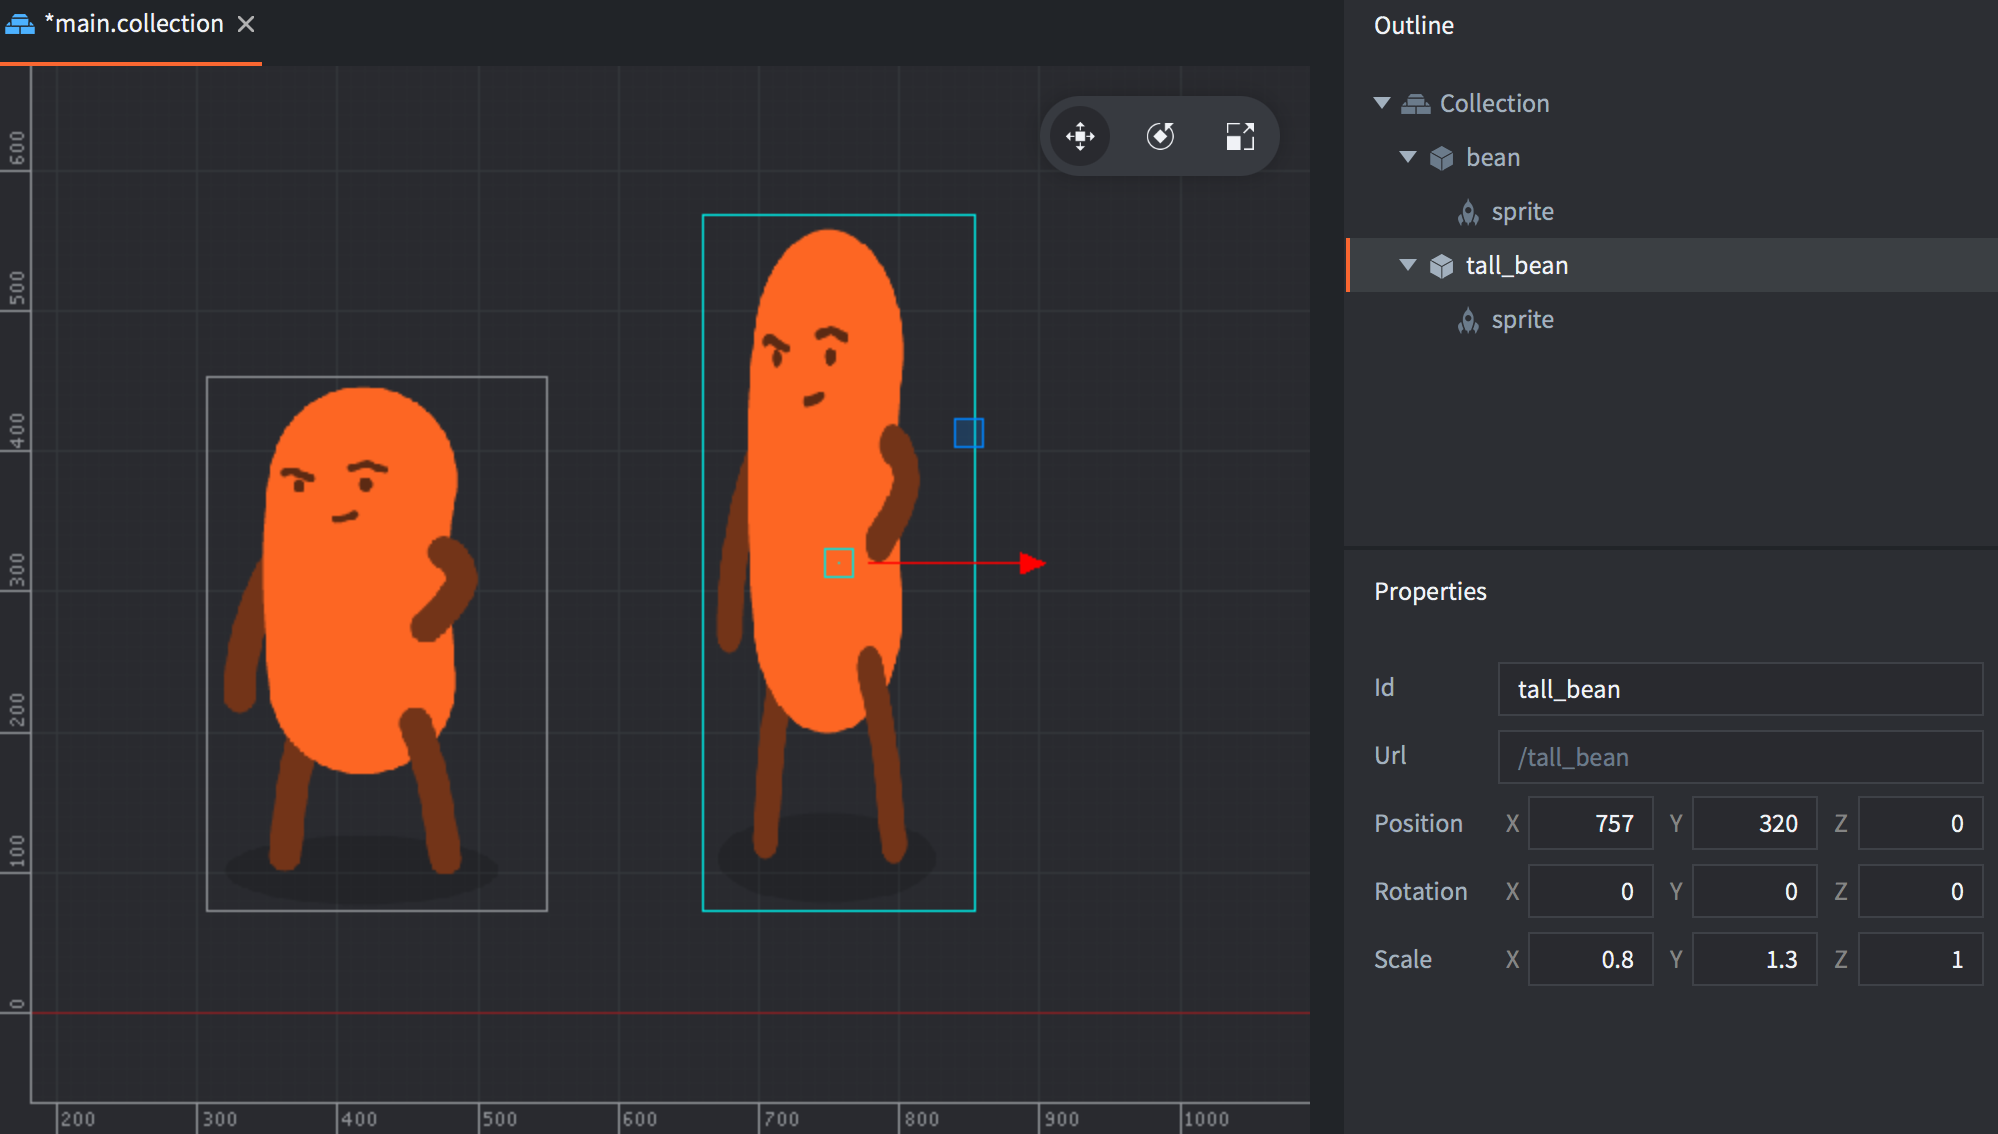 *main.collection
600
500
400
300
200
100
0
200 300 400 500 600 700 800 900 1000
Outline
Collection
bean
sprite
tall_bean
sprite
Properties
Id tall_bean
Url /tall_bean
Position X 757 Y 320 Z 0
Rotation X 0 Y 0 Z 0
Scale X 0.8 Y 1.3 Z 1